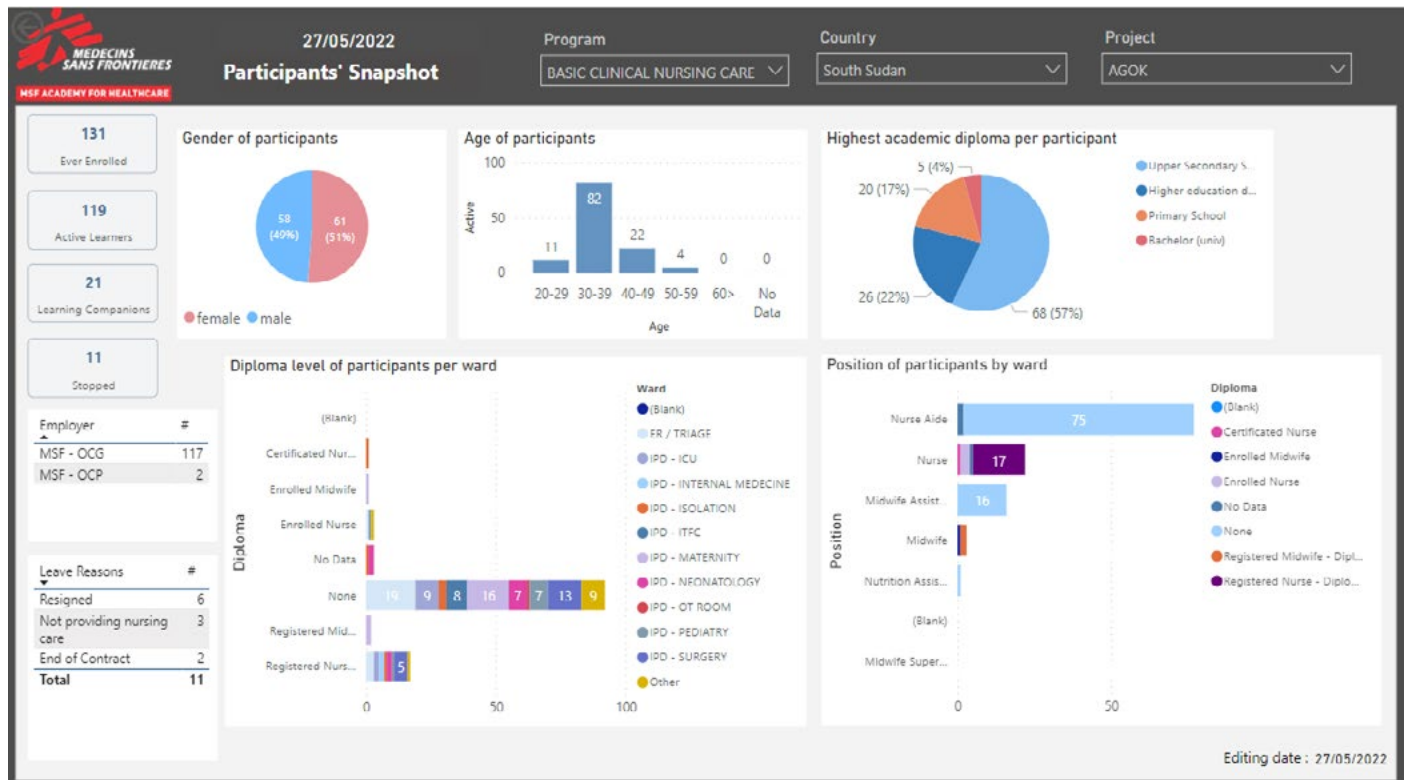 MEDECINS
SANS FRONTIERES
MSF ACADEMY FOR HEALTHCARE
27/05/2022
Participants' Snapshot
Program
BASIC CLINICAL NURSING CARE
Country
South Sudan
Project
AGOK
131
Ever Enrolled
119
Active Learners
21
Learning Companions
11
Stopped
Employer #
MSF - OCG 117
MSF - OCP 2
Leave Reasons #
Resigned 6
Not providing nursing 3
care
End of Contract 2
Total 11
Gender of participants
58
(49%)
61
(51%)
female male
Age of participants
100
50
0
Active
11
82
22
4
0
0
20-29 30-39 40-49 50-59 60> No
Data
Age
Highest academic diploma per participant
5 (4%)
20 (17%)
26 (22%)
68 (57%)
Upper Secondary S...
Higher education d...
Primary School
Bachelor (univ)
Diploma level of participants per ward
Diploma
(Blank)
Certificated Nur...
Enrolled Midwife
Enrolled Nurse
No Data
None 19 9 8 16 7 7 13 9
Registered Mid...
Registered Nurs... 5
0 50 100
Ward
(Blank)
ER / TRIAGE
IPD - ICU
IPD - INTERNAL MEDECINE
IPD - ISOLATION
IPD - ITFC
IPD - MATERNITY
IPD - NEONATOLOGY
IPD - OT ROOM
IPD - PEDIATRY
IPD - SURGERY
Other
Position of participants by ward
Position
Nurse Aide 75
Nurse 17
Midwife Assist... 16
Midwife
Nutrition Assis...
(Blank)
Midwife Super...
0 50
Diploma
(Blank)
Certificated Nurse
Enrolled Midwife
Enrolled Nurse
No Data
None
Registered Midwife - Dipl...
Registered Nurse - Diplo...
Editing date : 27/05/2022